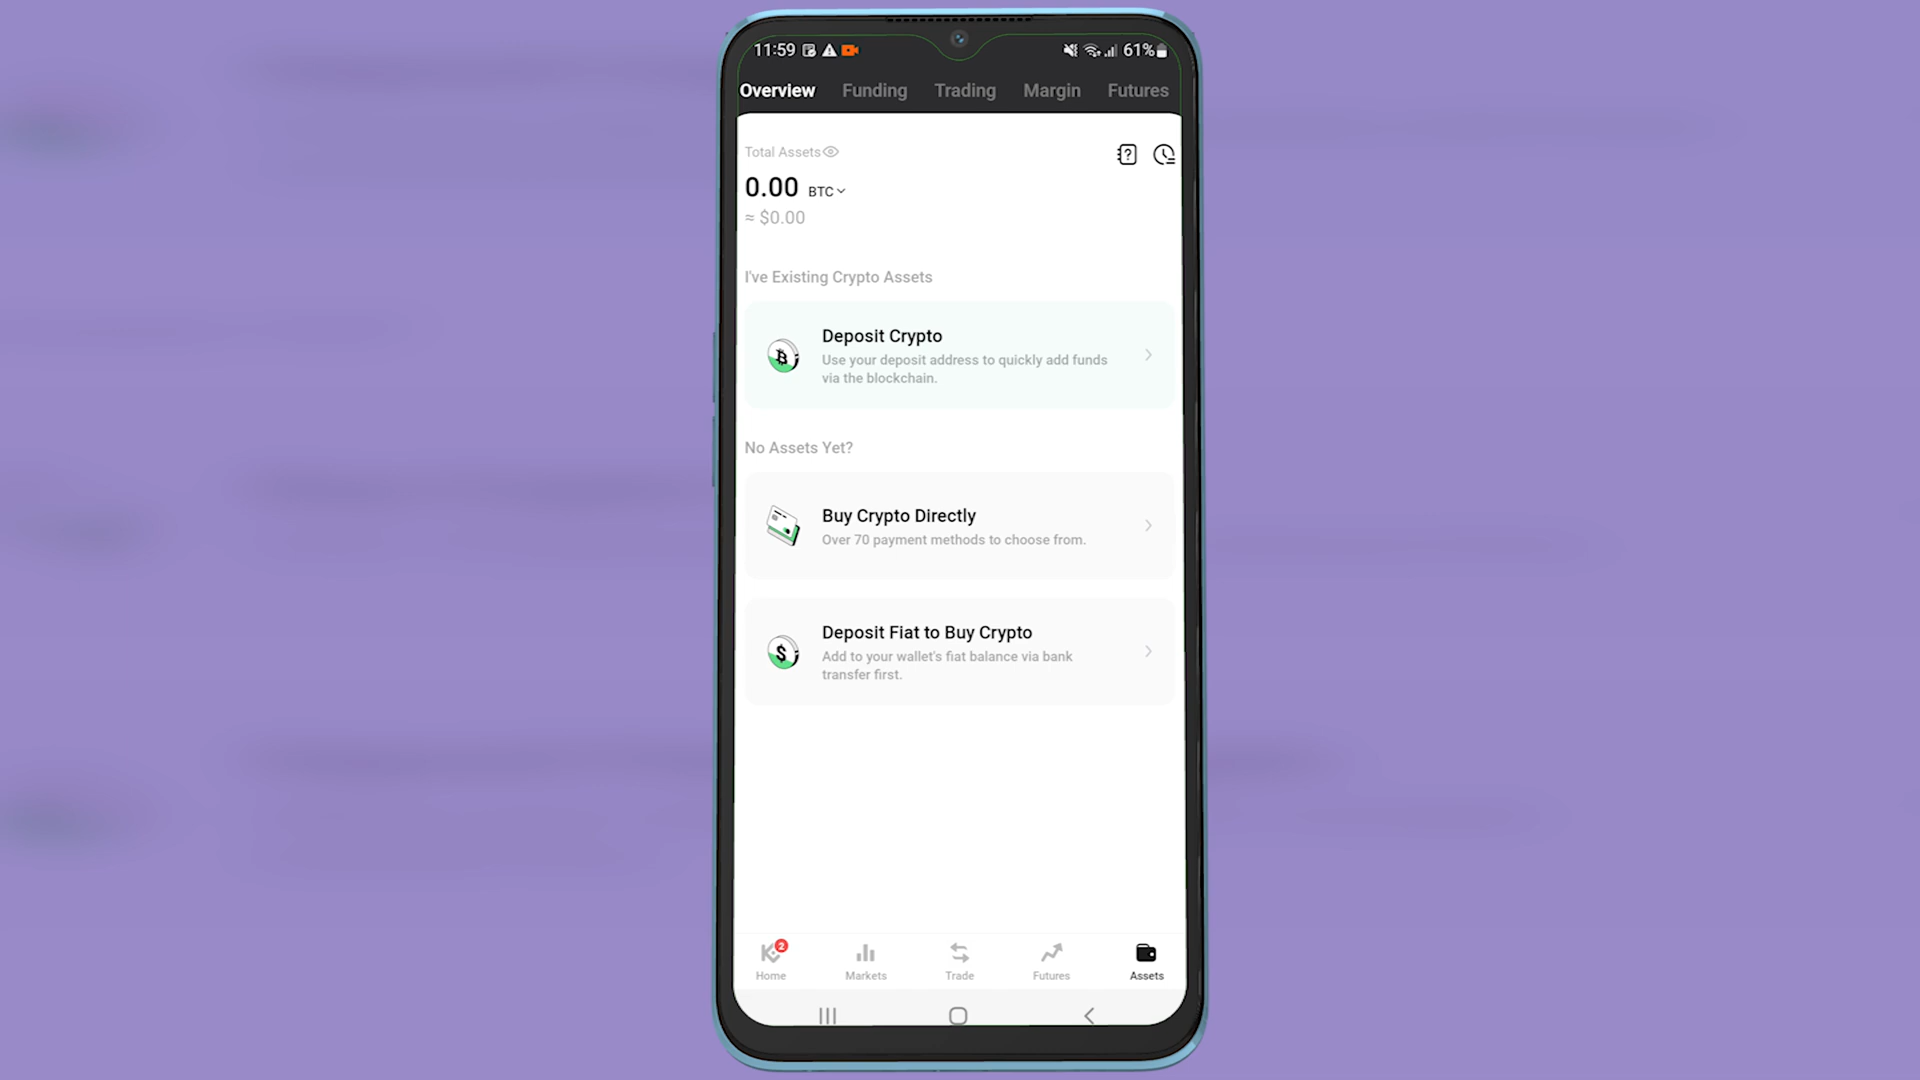 11:59 61%
Overview Funding Trading Margin Futures
Total Assets
0.00 BTC
≈ $0.00
I've Existing Crypto Assets
Deposit Crypto
Use your deposit address to quickly add funds
via the blockchain.
No Assets Yet?
Buy Crypto Directly
Over 70 payment methods to choose from.
Deposit Fiat to Buy Crypto
Add to your wallet's fiat balance via bank
transfer first.
2
Home Markets Trade Futures Assets